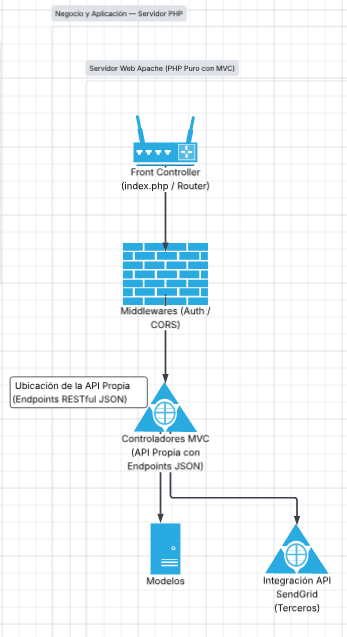 Negocio y Aplicación — Servidor PHP
Servidor Web Apache (PHP Puro con MVC)
Front Controller
(index.php / Router)
Middlewares (Auth /
CORS)
Ubicación de la API Propia
(Endpoints RESTful JSON)
Controladores MVC
(API Propia con
Endpoints JSON)
Modelos
Integración API
SendGrid
(Terceros)